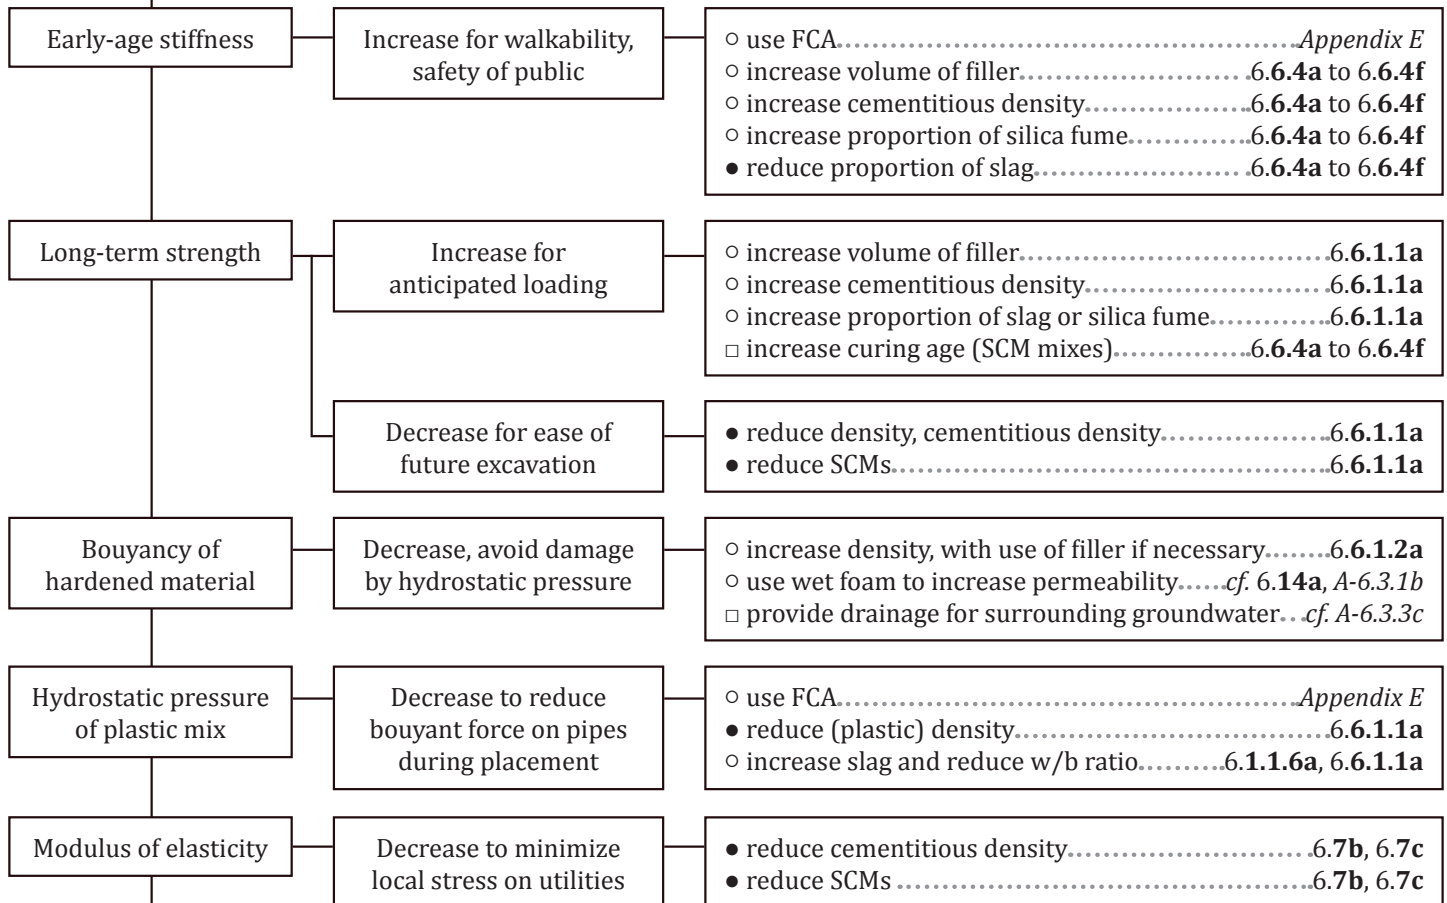 Early-age stiffness
Increase for walkability,
safety of public
○ use FCA........................Appendix E
○ increase volume of filler........................6.6.4a to 6.6.4f
○ increase cementitious density........................6.6.4a to 6.6.4f
○ increase proportion of silica fume........................6.6.4a to 6.6.4f
● reduce proportion of slag........................6.6.4a to 6.6.4f
Long-term strength
Increase for
anticipated loading
○ increase volume of filler........................6.6.1.1a
○ increase cementitious density........................6.6.1.1a
○ increase proportion of slag or silica fume........................6.6.1.1a
□ increase curing age (SCM mixes)........................6.6.4a to 6.6.4f
Decrease for ease of
future excavation
● reduce density, cementitious density........................6.6.1.1a
● reduce SCMs........................6.6.1.1a
Bouyancy of
hardened material
Decrease, avoid damage
by hydrostatic pressure
○ increase density, with use of filler if necessary........6.6.1.2a
○ use wet foam to increase permeability......cf. 6.14a, A-6.3.1b
□ provide drainage for surrounding groundwater...cf. A-6.3.3c
Hydrostatic pressure
of plastic mix
Decrease to reduce
bouyant force on pipes
during placement
○ use FCA........................Appendix E
● reduce (plastic) density........................6.6.1.1a
○ increase slag and reduce w/b ratio..........6.1.1.6a, 6.6.1.1a
Modulus of elasticity
Decrease to minimize
local stress on utilities
● reduce cementitious density........................6.7b, 6.7c
● reduce SCMs ........................6.7b, 6.7c